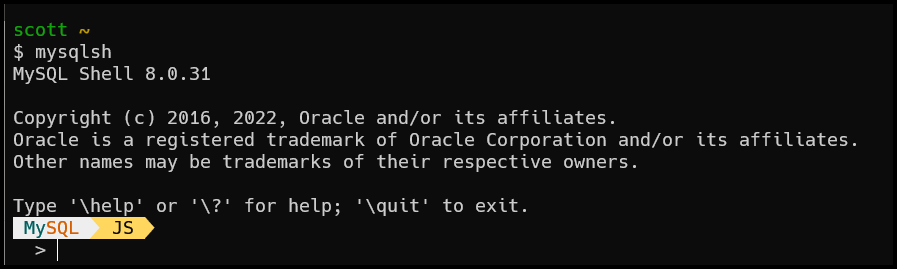 scott ~
$ mysqlsh
MySQL Shell 8.0.31
Copyright (c) 2016, 2022, Oracle and/or its affiliates.
Oracle is a registered trademark of Oracle Corporation and/or its affiliates.
Other names may be trademarks of their respective owners.
Type '\help' or '\?' for help; '\quit' to exit.
MySQL JS
>